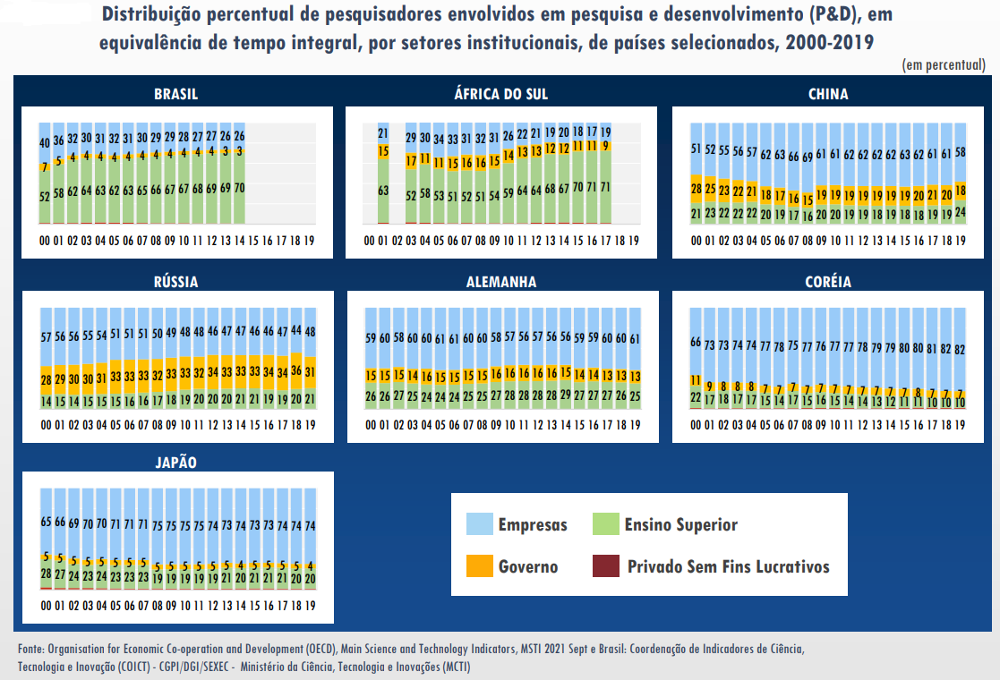 Distribuição percentual de pesquisadores envolvidos em pesquisa e desenvolvimento (P&D), em
equivalência de tempo integral, por setores institucionais, de países selecionados, 2000-2019
(em percentual)
BRASIL
40 36 32 30 31 32 31 30 29 29 28 27 27 26 26
7 5 4 4 4 4 4 4 4 4 4 4 4 3 3
52 58 62 64 63 62 63 65 66 67 67 68 69 69 70
00 01 02 03 04 05 06 07 08 09 10 11 12 13 14 15 16 17 18 19
ÁFRICA DO SUL
21 29 30 34 33 31 32 31 26 22 21 19 20 18 17 19
15 17 11 11 15 16 16 15 14 13 13 12 12 11 11 9
63 52 58 53 51 52 51 54 59 64 64 68 67 70 71 71
00 01 02 03 04 05 06 07 08 09 10 11 12 13 14 15 16 17 18 19
CHINA
51 52 55 56 57 62 63 66 69 61 61 62 62 62 62 62 62 61 61 58
28 25 23 22 21 18 17 16 15 19 19 19 19 19 19 19 20 21 20 18
21 23 22 22 22 20 19 17 16 20 20 19 19 18 19 18 18 19 19 24
00 01 02 03 04 05 06 07 08 09 10 11 12 13 14 15 16 17 18 19
RÚSSIA
57 56 56 55 54 51 51 51 50 49 48 48 46 47 47 46 46 47 44 48
28 29 30 30 31 33 33 33 32 33 33 32 34 33 33 33 34 34 36 31
14 15 14 15 15 15 16 16 17 18 19 20 20 20 21 21 19 19 20 21
00 01 02 03 04 05 06 07 08 09 10 11 12 13 14 15 16 17 18 19
ALEMANHA
59 60 58 60 60 61 61 60 60 58 57 56 57 56 56 59 59 60 60 61
15 15 15 14 16 15 15 15 15 16 16 16 16 16 15 14 14 13 13 13
26 26 27 25 24 24 24 25 25 27 28 28 28 28 29 27 27 27 26 25
00 01 02 03 04 05 06 07 08 09 10 11 12 13 14 15 16 17 18 19
CORÉIA
66 73 73 74 74 77 78 75 77 76 77 77 78 79 79 80 80 81 82 82
11 9 8 8 8 7 7 7 7 7 7 7 7 7 7 7 8 7 7 7
22 17 18 17 17 15 14 17 15 16 15 14 14 13 12 11 11 10 10 10
00 01 02 03 04 05 06 07 08 09 10 11 12 13 14 15 16 17 18 19
JAPÃO
65 66 69 70 70 71 71 71 75 75 75 75 74 73 74 73 73 74 74 74
5 5 5 5 5 5 5 5 5 5 5 5 5 5 4 5 5 5 5 4
28 27 24 23 24 23 23 23 19 19 19 19 19 21 20 21 21 21 20 20
00 01 02 03 04 05 06 07 08 09 10 11 12 13 14 15 16 17 18 19
Empresas
Ensino Superior
Governo
Privado Sem Fins Lucrativos
Fonte: Organisation for Economic Co-operation and Development (OECD), Main Science and Technology Indicators, MSTI 2021 Sept e Brasil: Coordenação de Indicadores de Ciência,
Tecnologia e Inovação (COICT) - CGPI/DGI/SEXEC - Ministério da Ciência, Tecnologia e Inovações (MCTI)